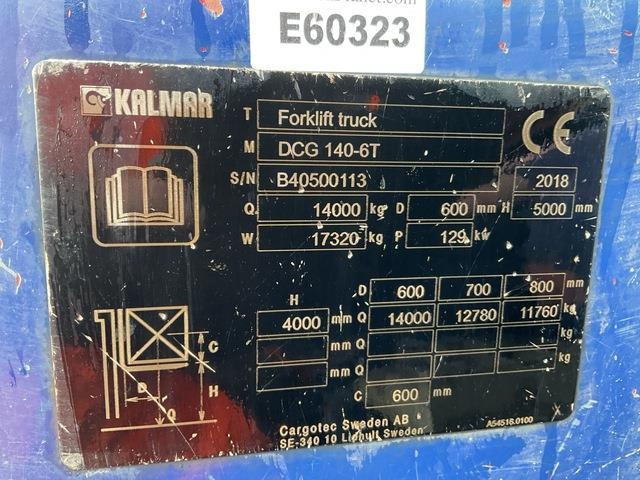 E60323
KALMAR
T Forklift truck
M DCG 140-6T
S/N B40500113 2018
Q 14000 kg D 600 mm H 5000 mm
W 17320 kg P 129 kW
CE
H D 600 700 800 mm
4000 mm Q 14000 12780 11760 kg
mm Q kg
mm Q kg
C 600 mm
C
H
D
Q
Cargotec Sweden AB
SE-340 10 Lidhult Sweden
A54518.0100